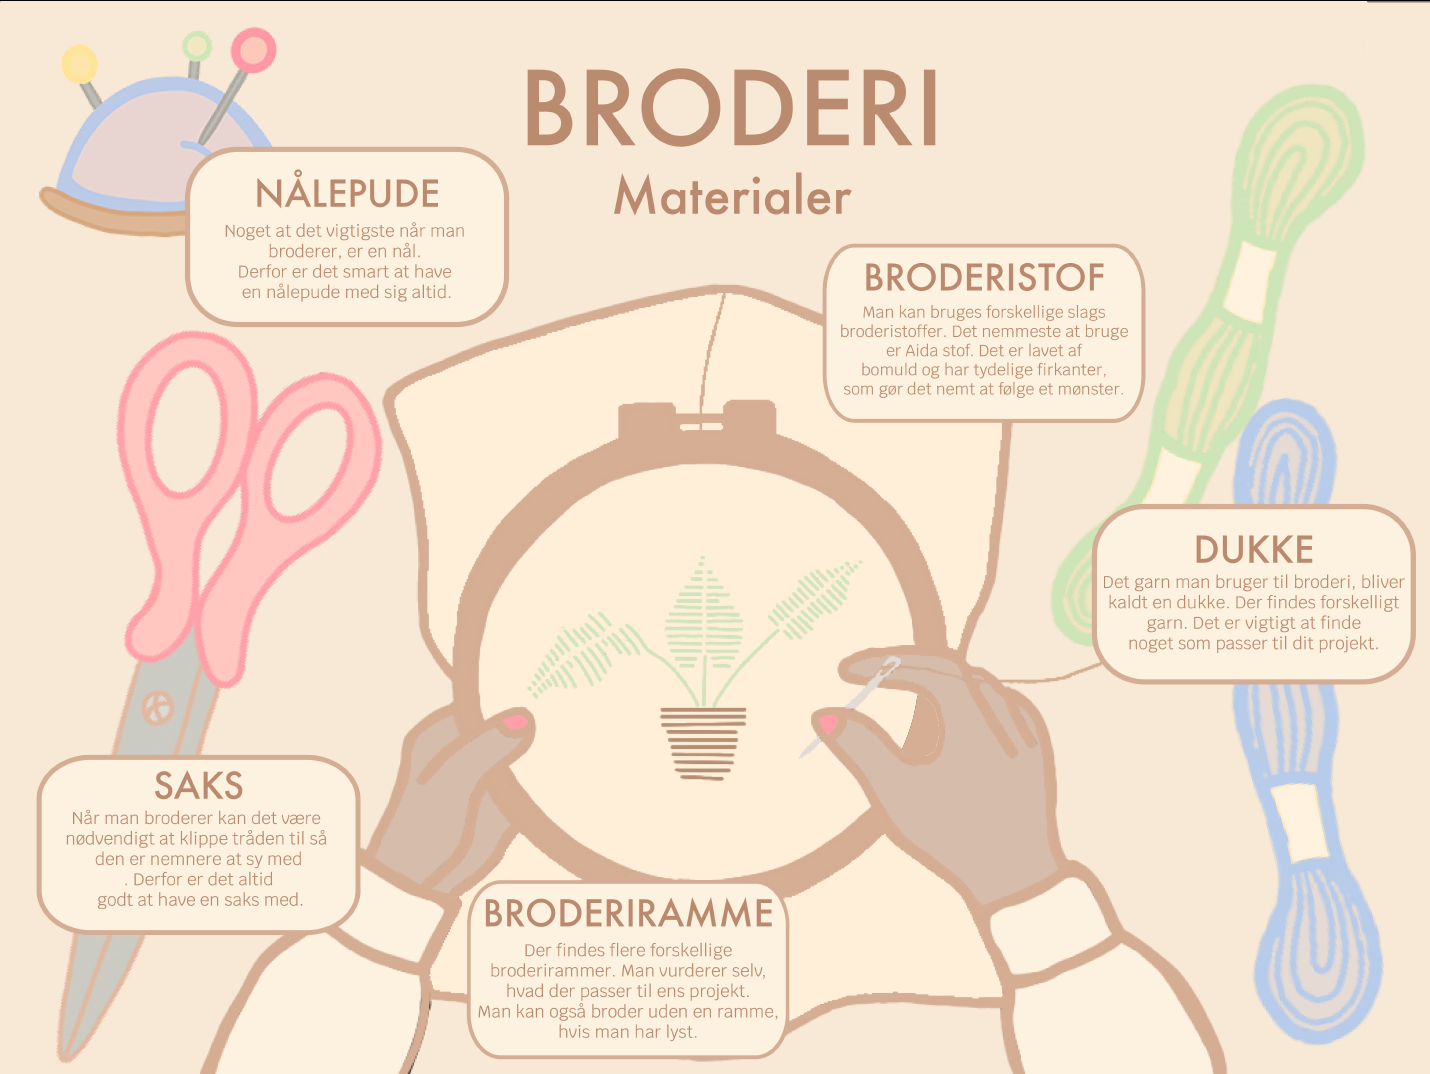 BRODERI
Materialer
NÅLEPUDE
Noget at det vigtigste når man
broderer, er en nål.
Derfor er det smart at have
en nålepude med sig altid.
BRODERISTOF
Man kan bruges forskellige slags
broderistoffer. Det nemmeste at bruge
er Aida stof. Det er lavet af
bomuld og har tydelige firkanter,
som gør det nemt at følge et mønster.
DUKKE
Det garn man bruger til broderi, bliver
kaldt en dukke. Der findes forskelligt
garn. Det er vigtigt at finde
noget som passer til dit projekt.
SAKS
Når man broderer kan det være
nødvendigt at klippe tråden til så
den er nemnere at sy med
. Derfor er det altid
godt at have en saks med.
BRODERIRAMME
Der findes flere forskellige
broderirammer. Man vurderer selv,
hvad der passer til ens projekt.
Man kan også broder uden en ramme,
hvis man har lyst.